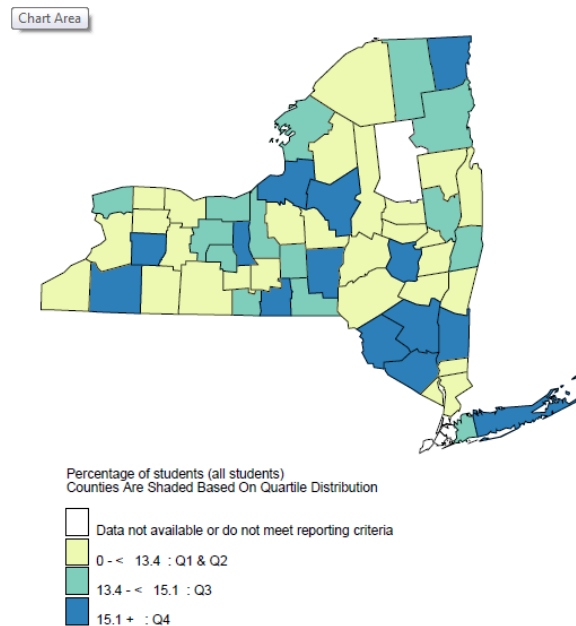 Chart Area
Percentage of students (all students)
Counties Are Shaded Based On Quartile Distribution
Data not available or do not meet reporting criteria
0 - < 13.4 : Q1 & Q2
13.4 - < 15.1 : Q3
15.1 + : Q4